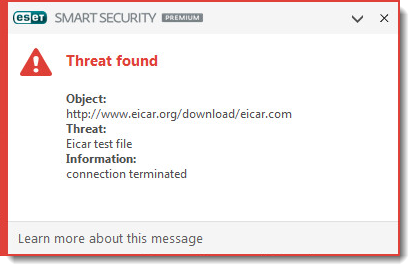 eset SMART SECURITY PREMIUM
Threat found
Object:
http://www.eicar.org/download/eicar.com
Threat:
Eicar test file
Information:
connection terminated
Learn more about this message